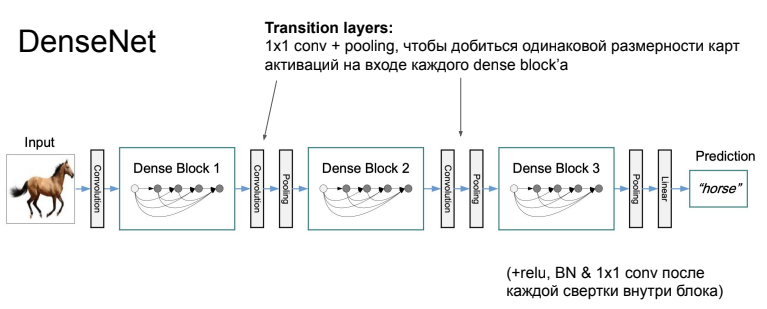 DenseNet
Transition layers:
1x1 conv + pooling, чтобы добиться одинаковой размерности карт
активаций на входе каждого dense block'а
Input
Convolution
Dense Block 1
Convolution
Pooling
Dense Block 2
Convolution
Pooling
Dense Block 3
Pooling
Linear
Prediction
“horse”
(+relu, BN & 1x1 conv после
каждой свертки внутри блока)